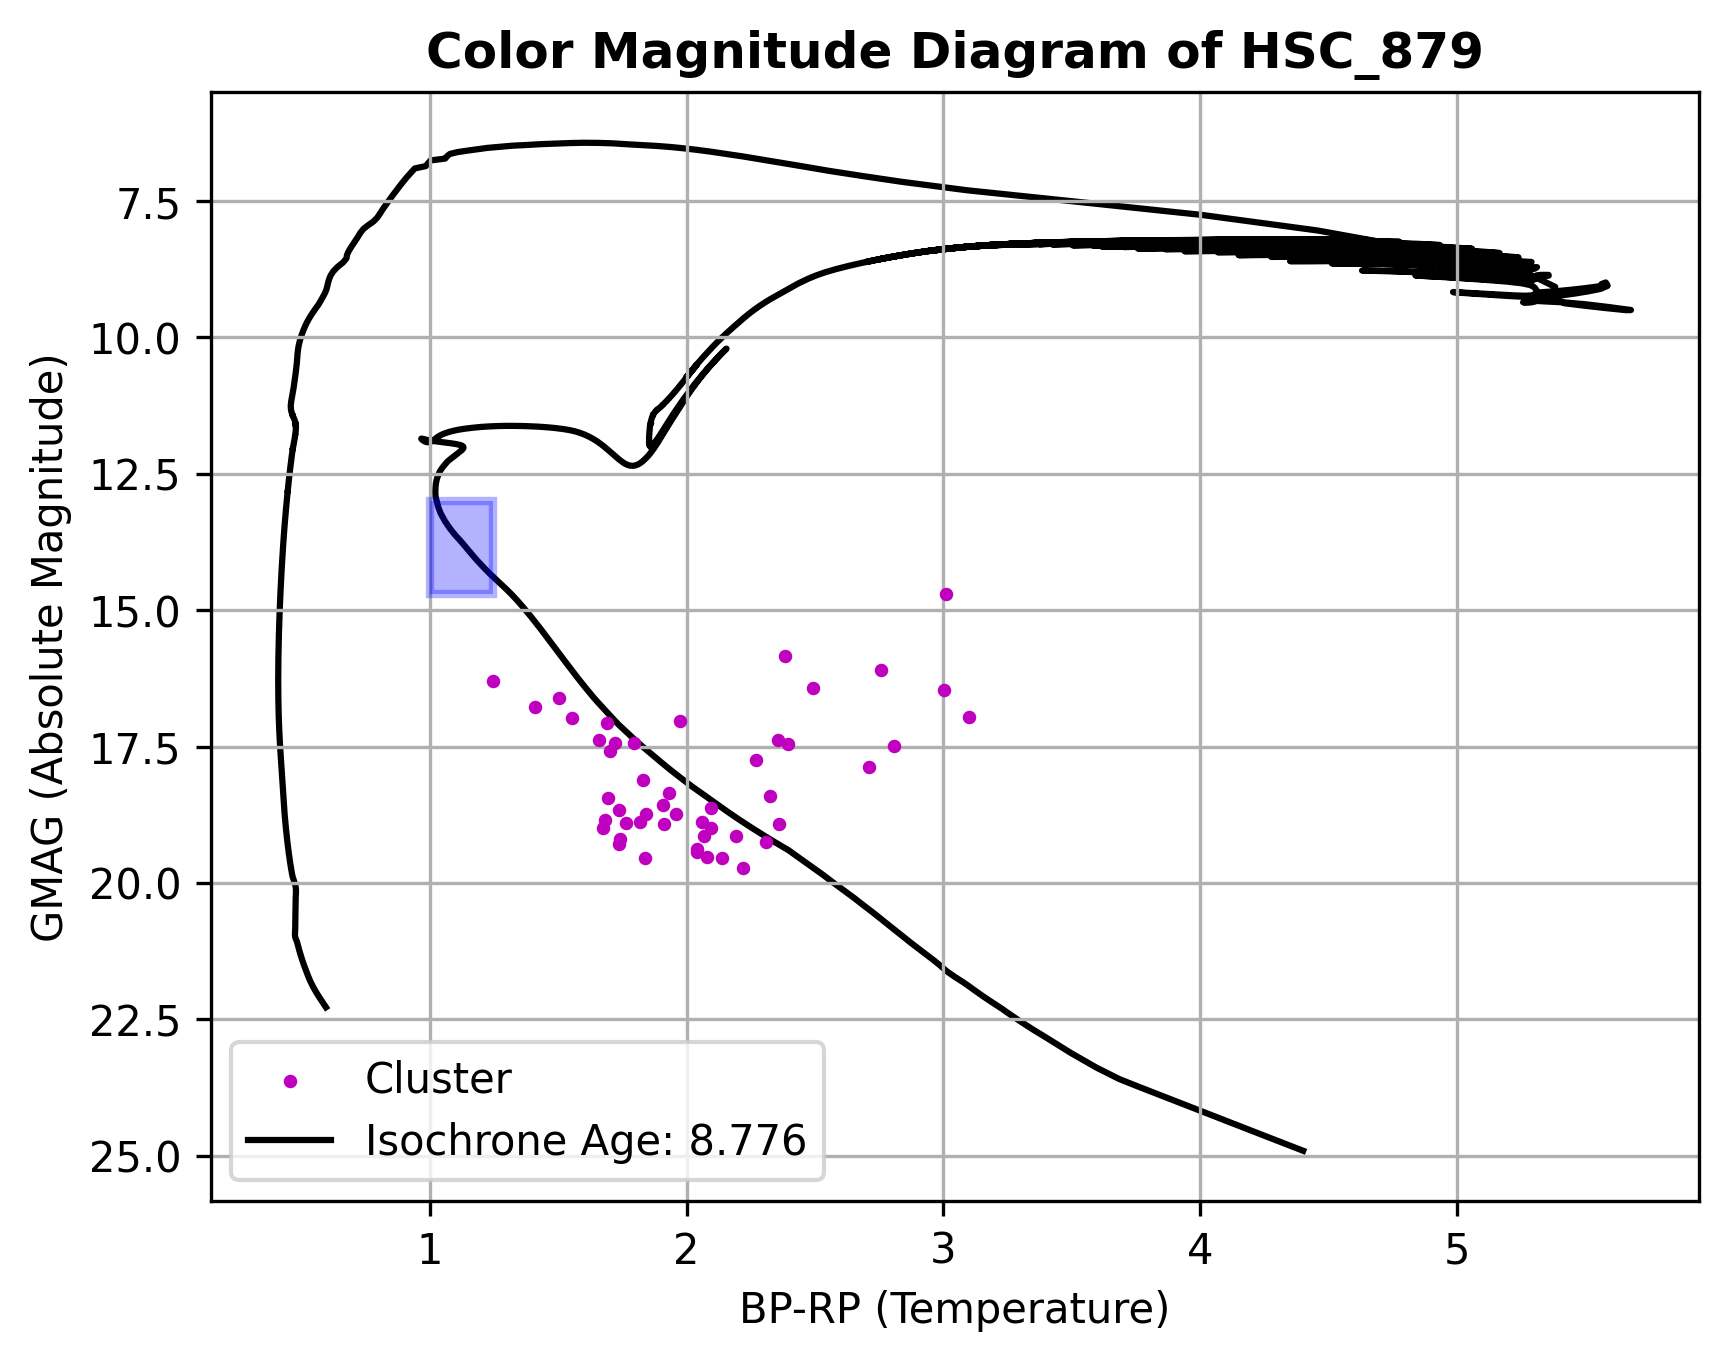 Color Magnitude Diagram of HSC_879
GMAG (Absolute Magnitude)
7.5
10.0
12.5
15.0
17.5
20.0
22.5
25.0
Cluster
Isochrone Age: 8.776
1
2
3
4
5
BP-RP (Temperature)